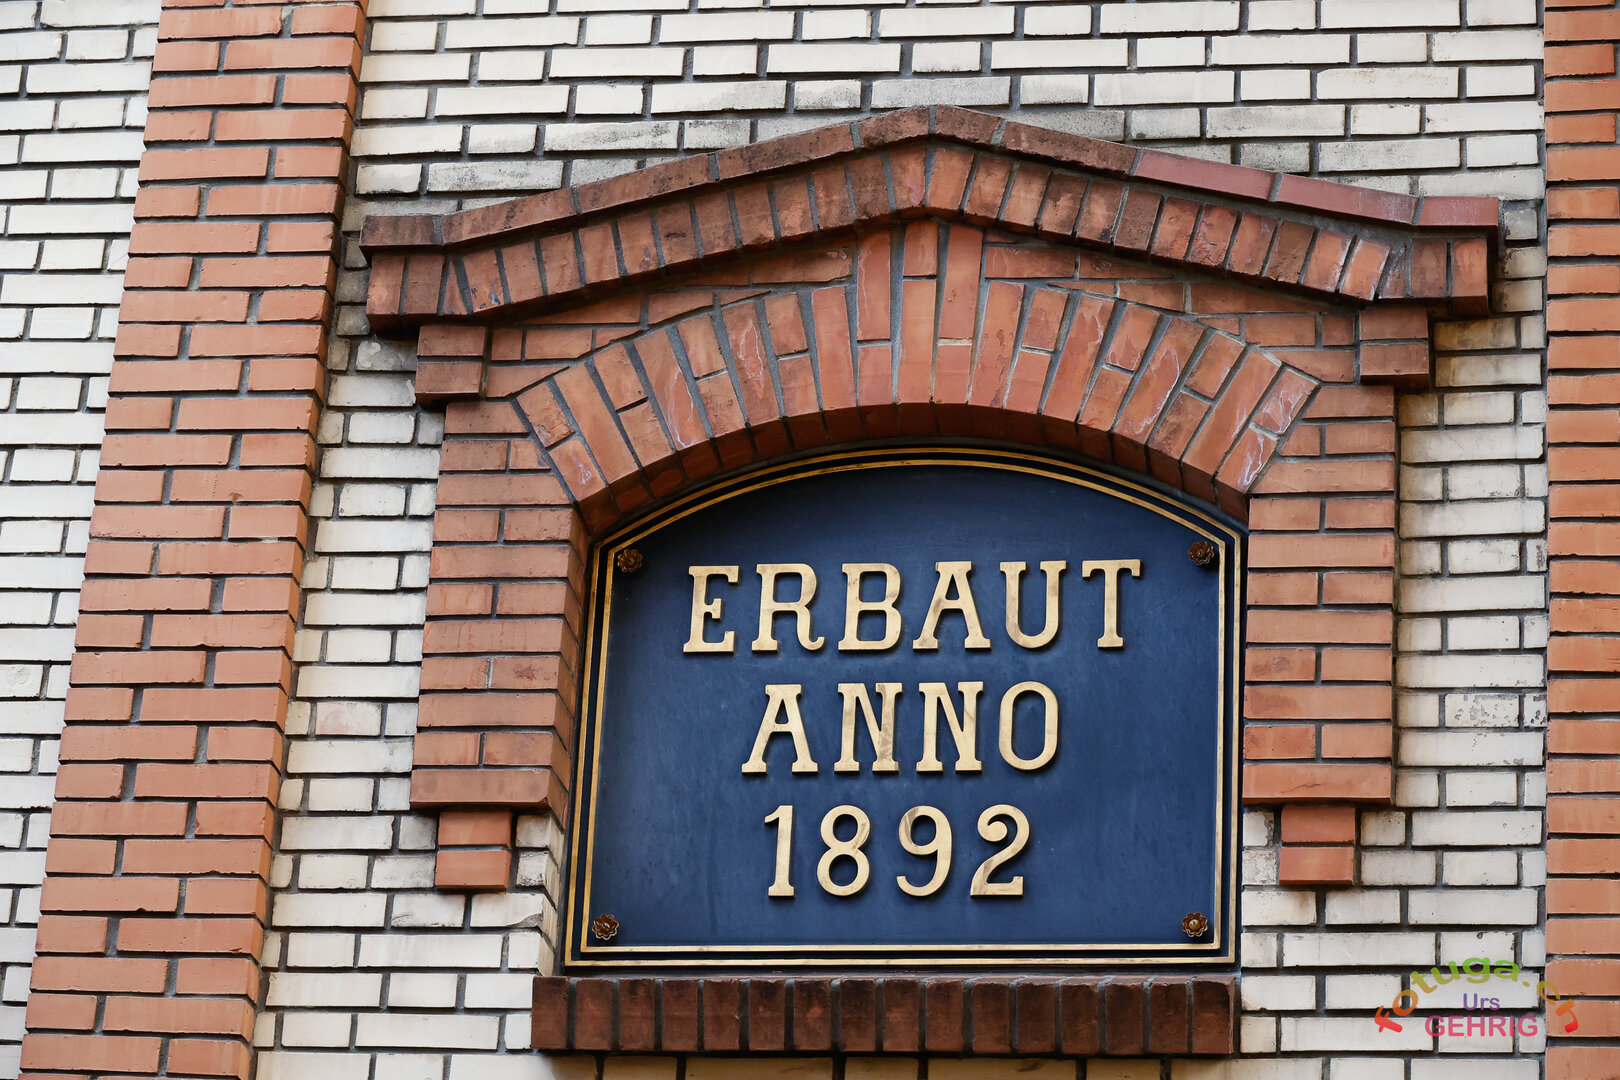 ERBAUT
ANNO
1892
fotuga.ch
Urs
GEHRIG